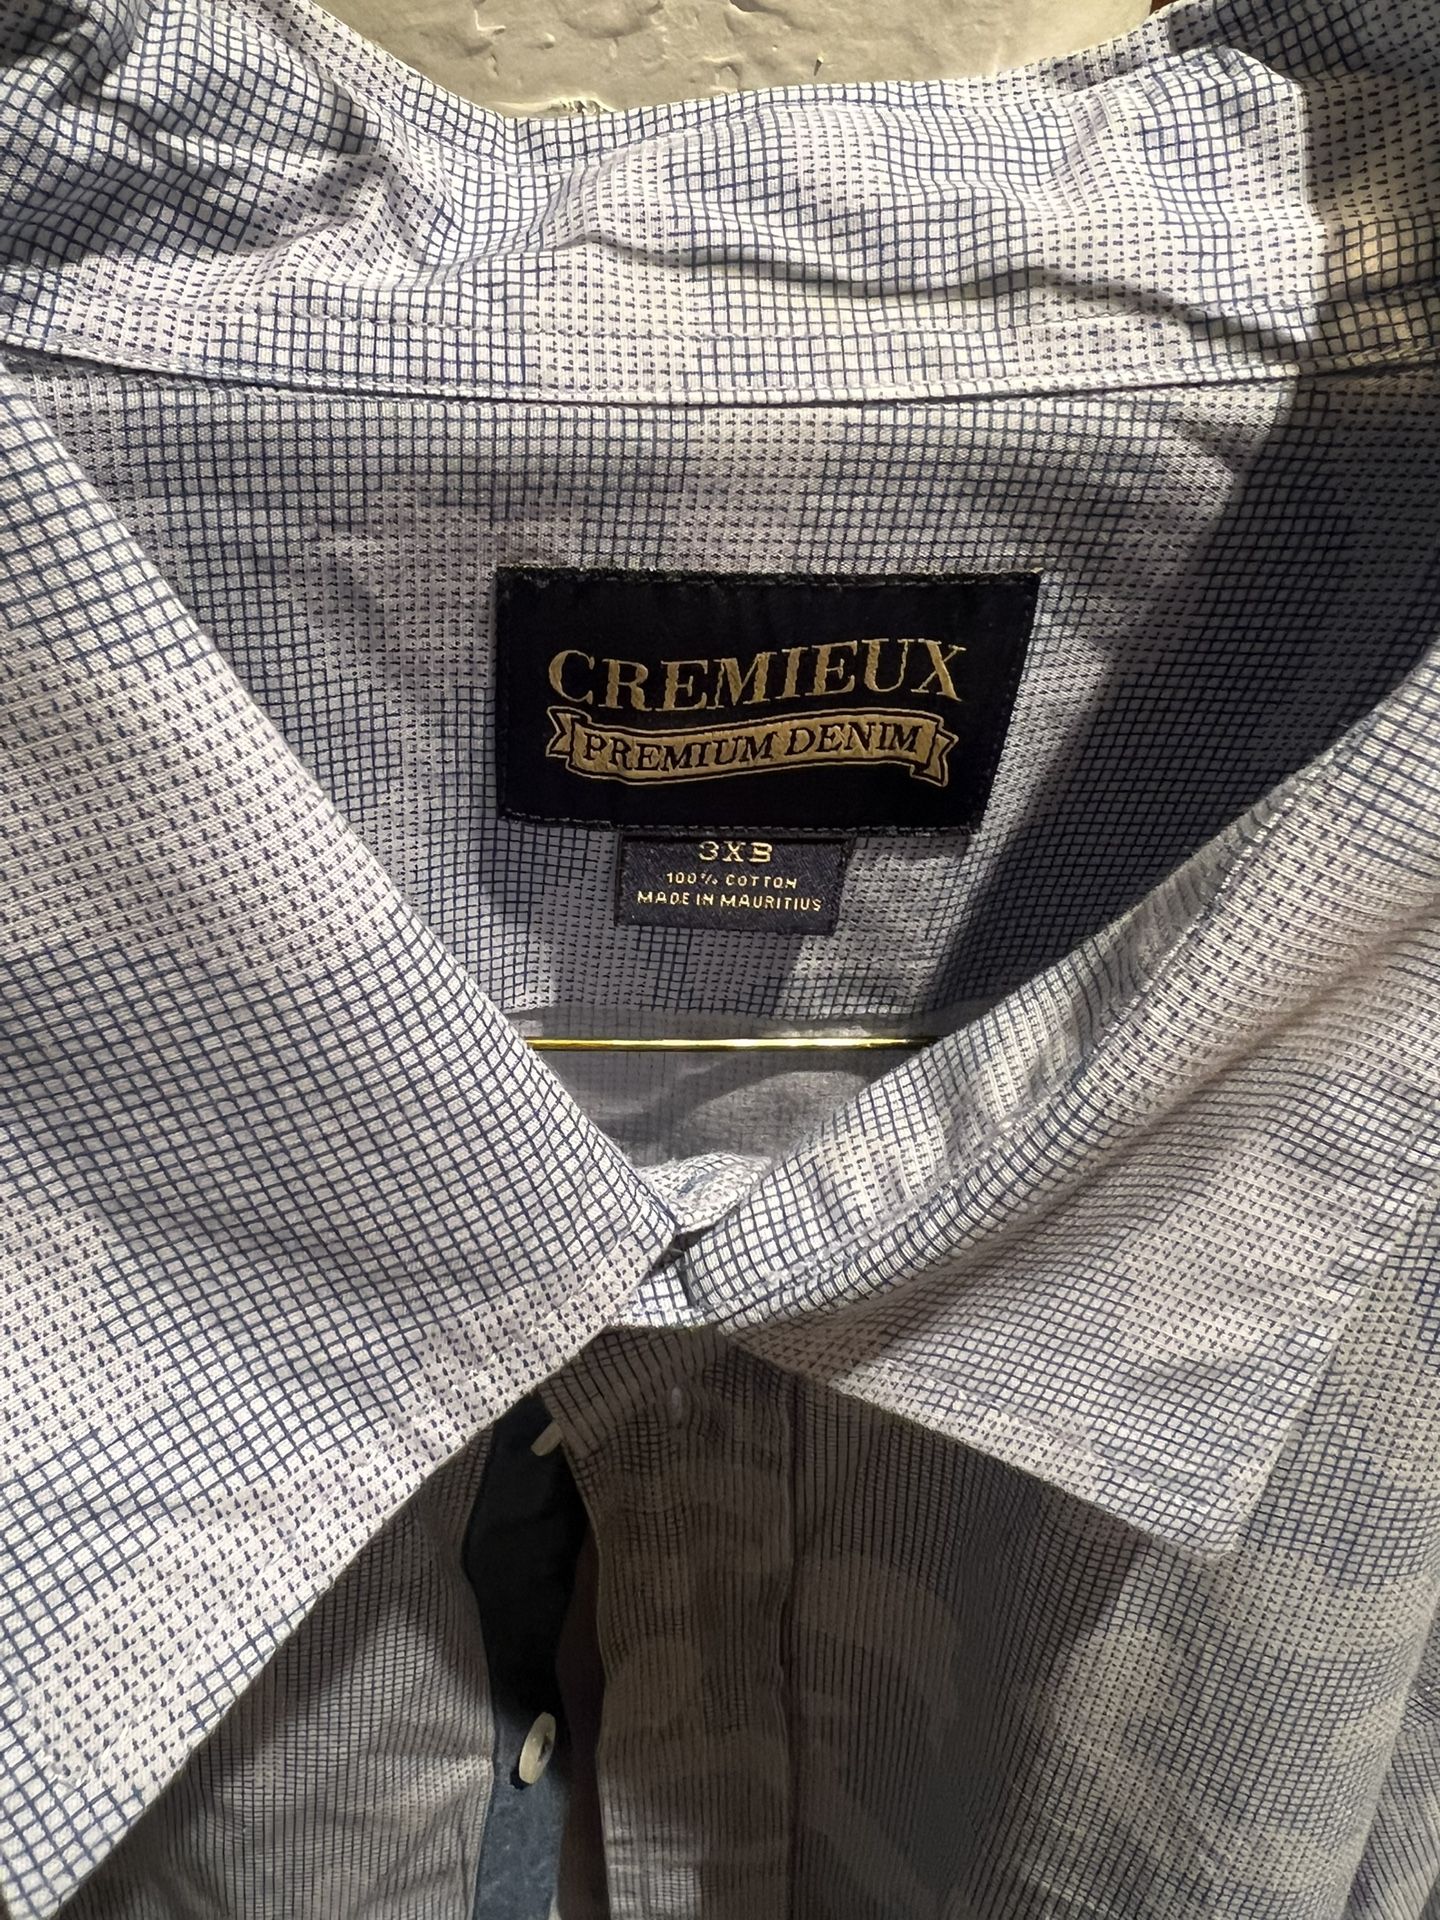 CREMIEUX
PREMIUM DENIM
3XB
100% COTTON
MADE IN MAURITIUS